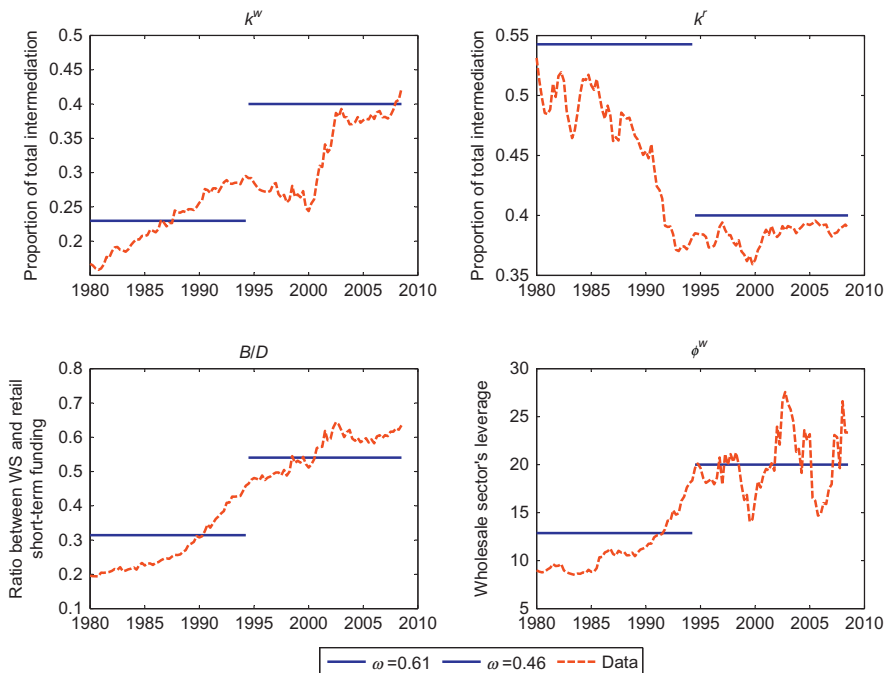 k^w
Proportion of total intermediation
0.5
0.45
0.4
0.35
0.3
0.25
0.2
1980 1985 1990 1995 2000 2005 2010
k^r
Proportion of total intermediation
0.55
0.5
0.45
0.4
0.35
1980 1985 1990 1995 2000 2005 2010
B/D
Ratio between WS and retail
short-term funding
0.8
0.7
0.6
0.5
0.4
0.3
0.2
0.1
1980 1985 1990 1995 2000 2005 2010
ϕ^w
Wholesale sector's leverage
30
25
20
15
10
5
1980 1985 1990 1995 2000 2005 2010
ω=0.61 ω=0.46 Data